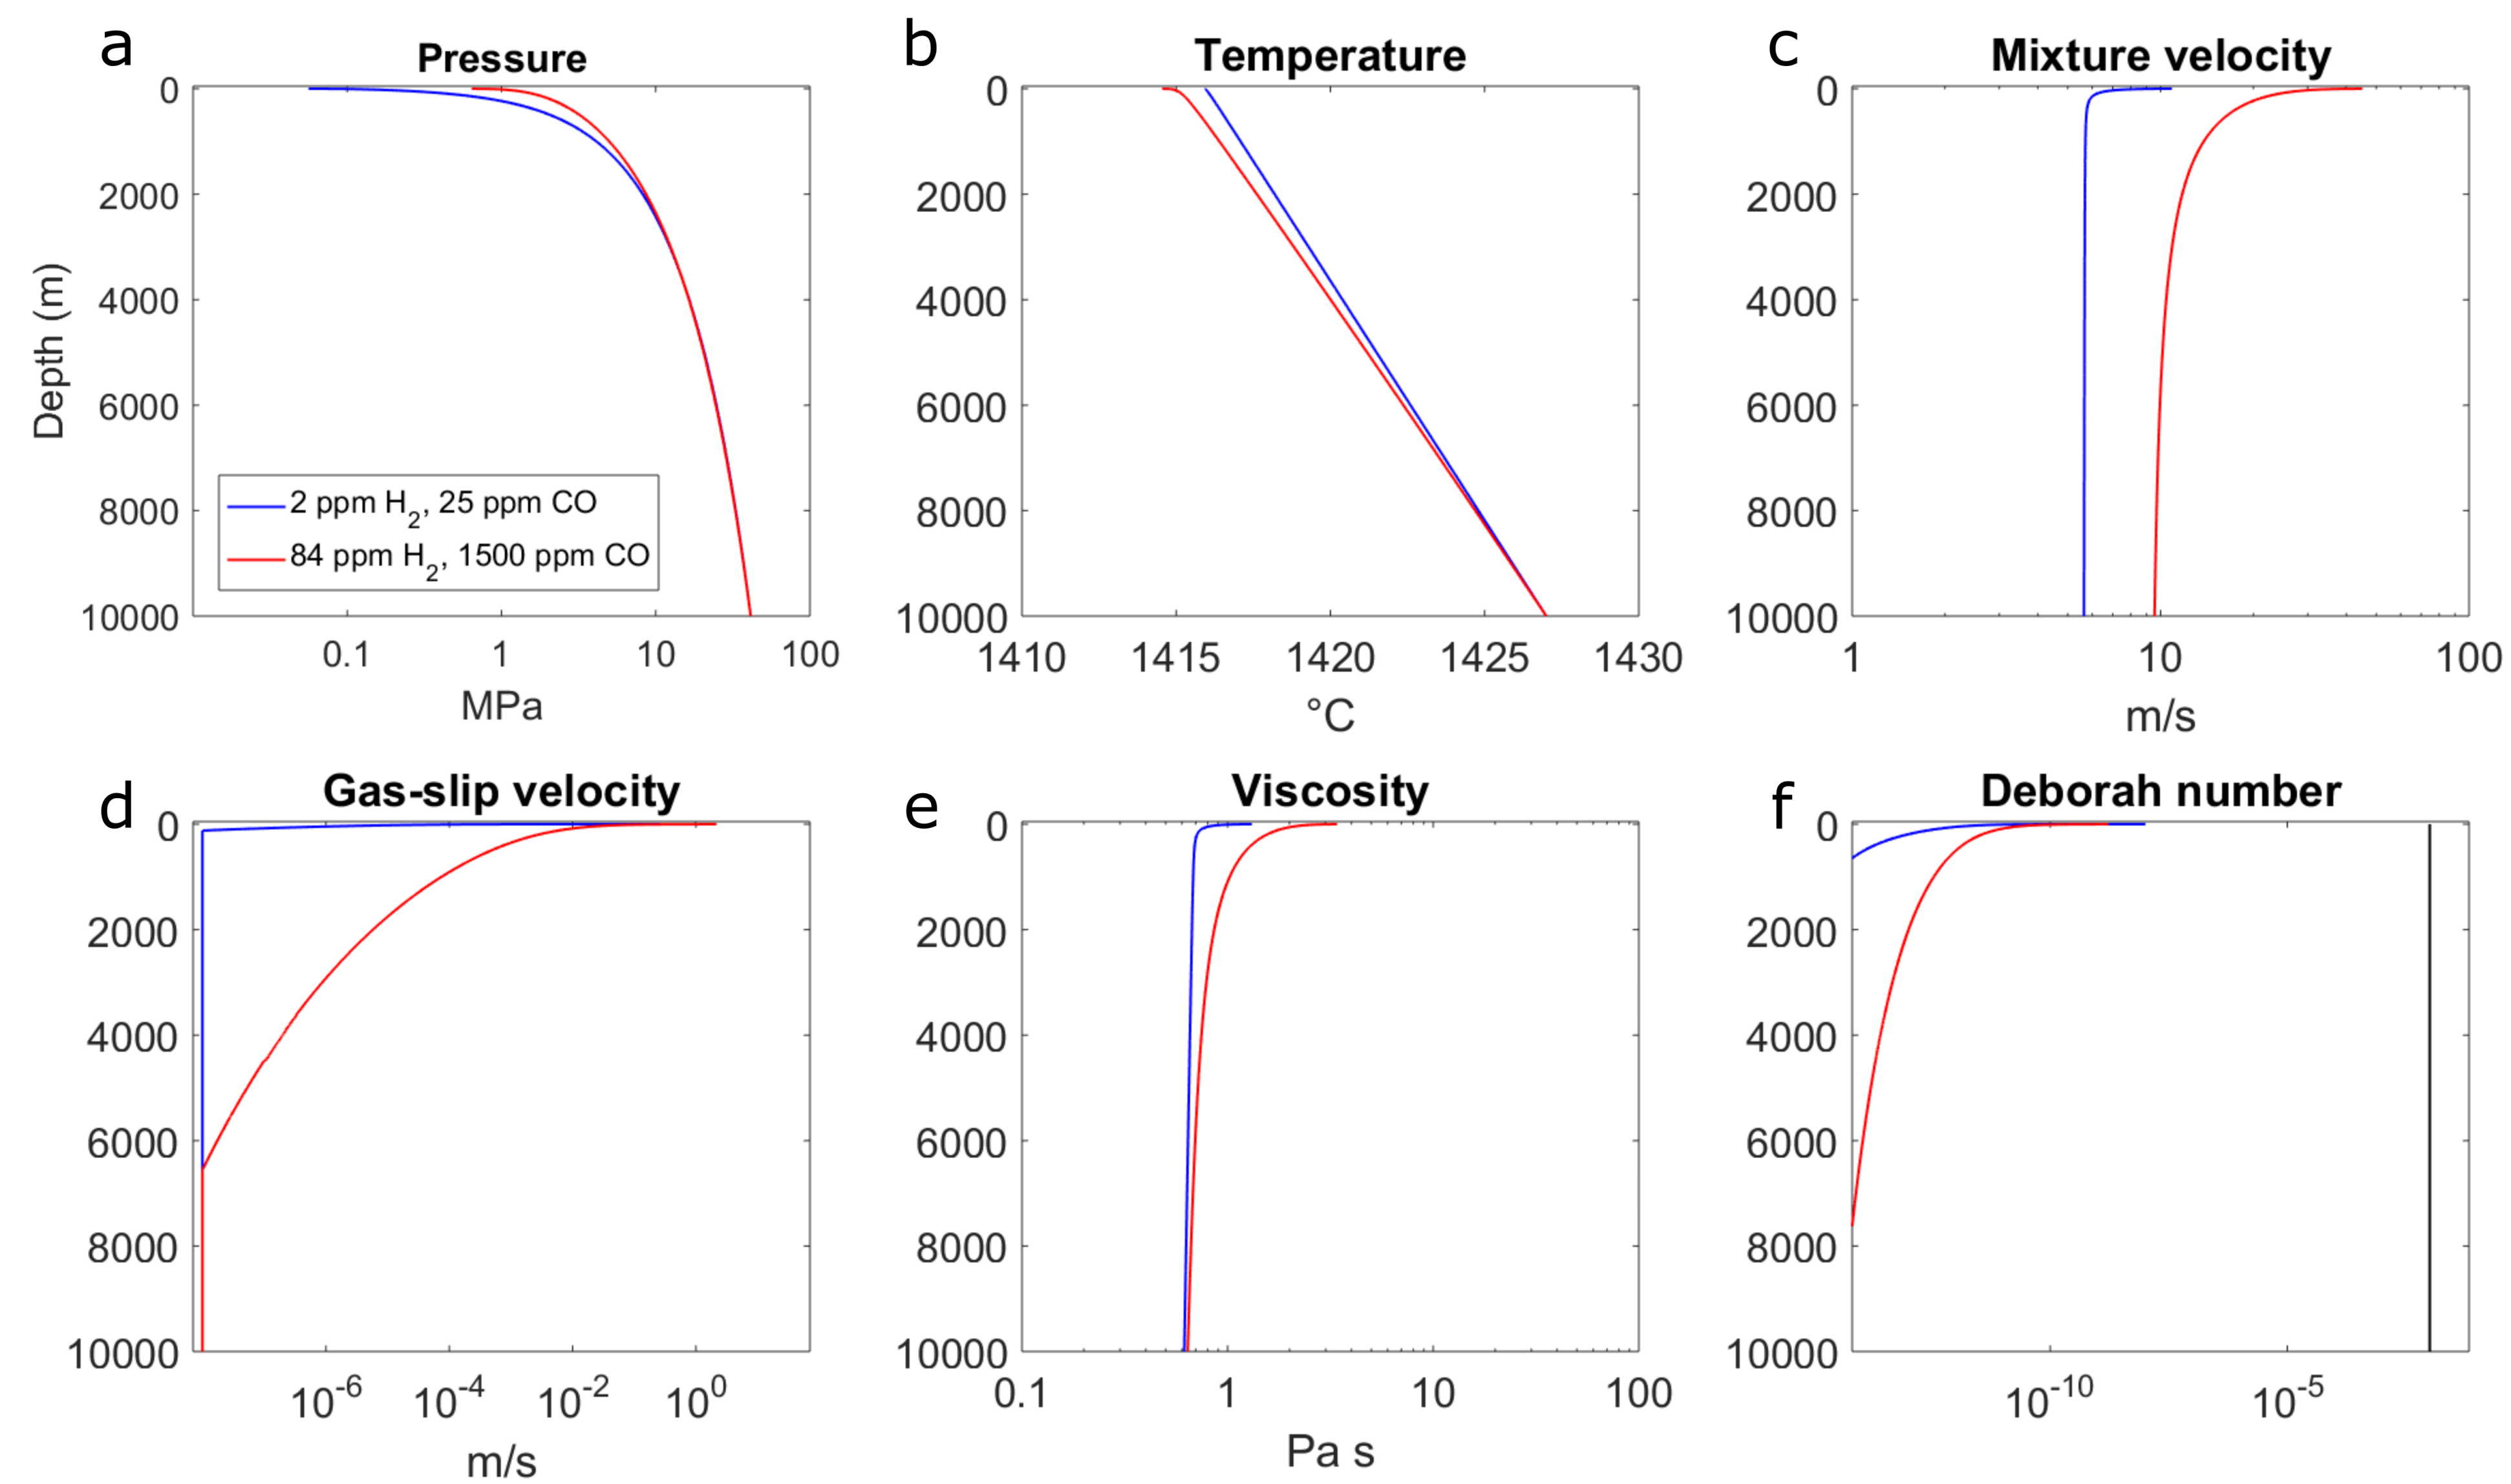 a
Pressure
0
2000
4000
6000
8000
10000
Depth (m)
2 ppm H2, 25 ppm CO
84 ppm H2, 1500 ppm CO
0.1
1
10
100
MPa
b
Temperature
0
2000
4000
6000
8000
10000
1410
1415
1420
1425
1430
°C
c
Mixture velocity
0
2000
4000
6000
8000
10000
1
10
100
m/s
d
Gas-slip velocity
0
2000
4000
6000
8000
10000
10-6
10-4
10-2
100
m/s
e
Viscosity
0
2000
4000
6000
8000
10000
0.1
1
10
100
Pa s
f
Deborah number
0
2000
4000
6000
8000
10000
10-10
10-5